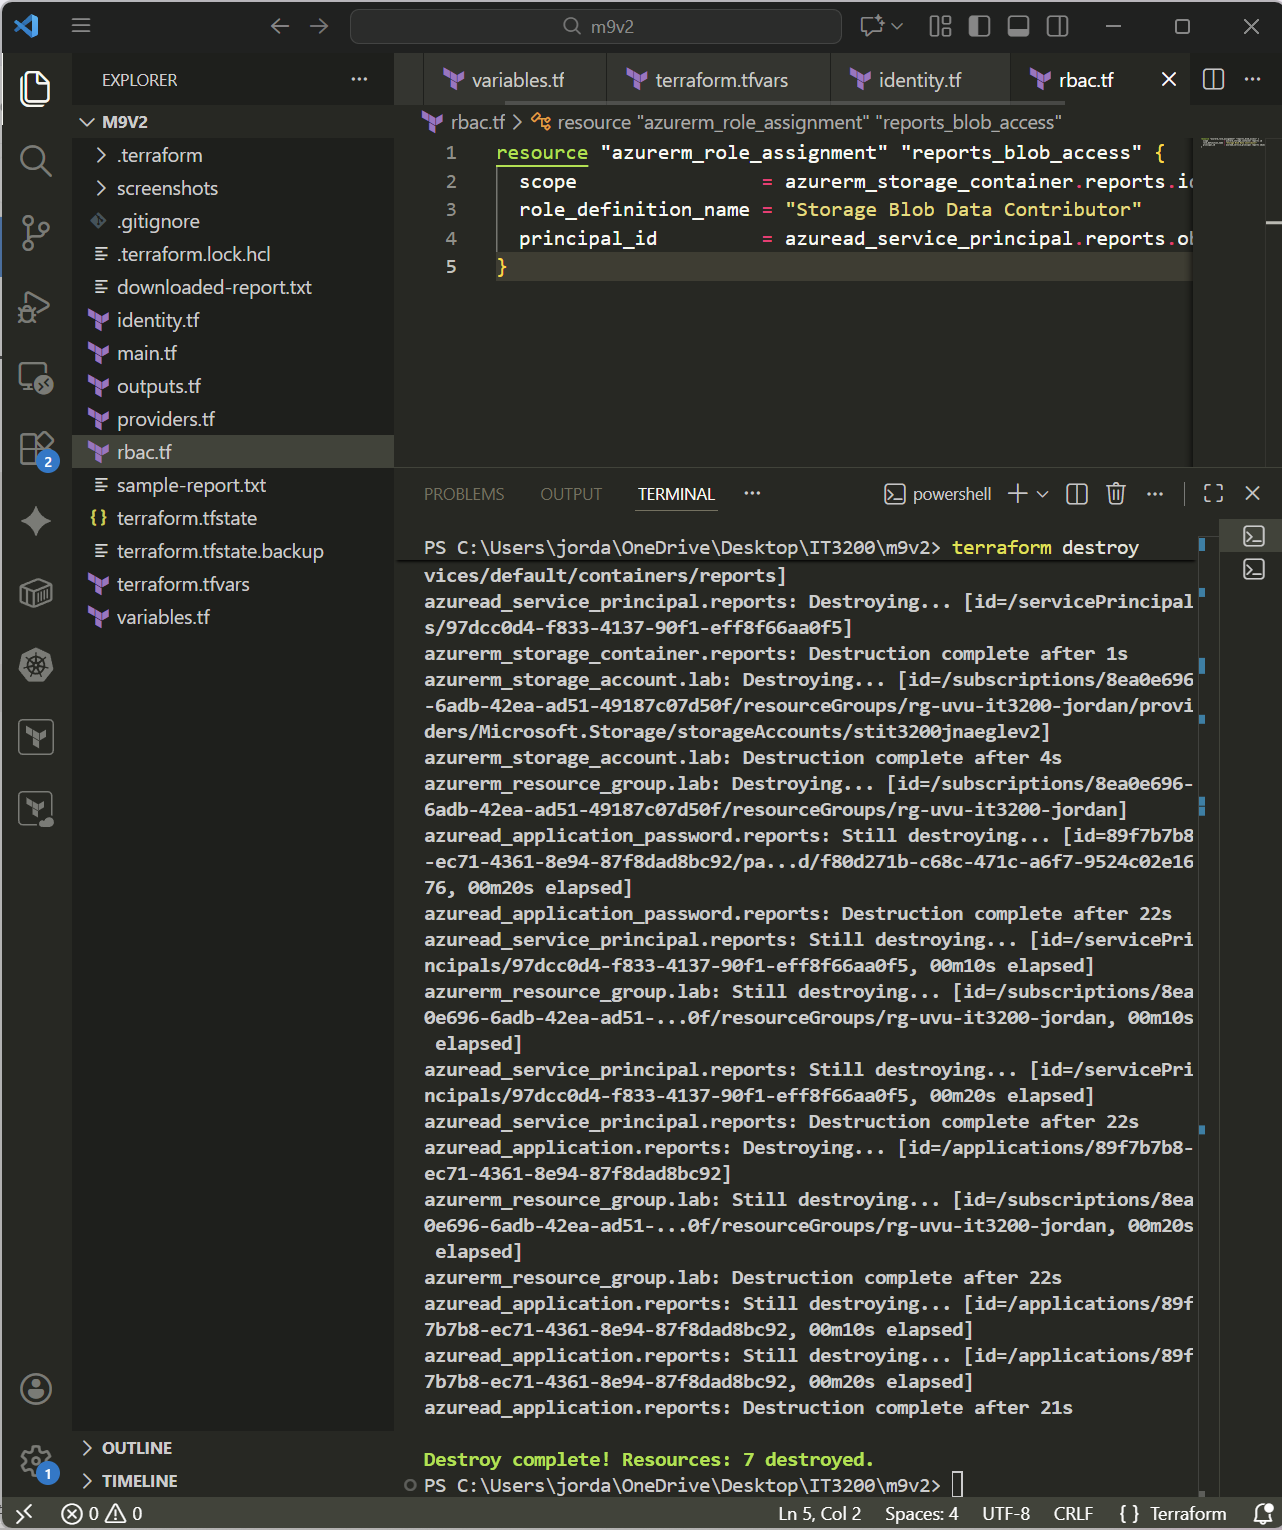 m9v2
EXPLORER
variables.tf
terraform.tfvars
identity.tf
rbac.tf
M9V2
.terraform
screenshots
.gitignore
.terraform.lock.hcl
downloaded-report.txt
identity.tf
main.tf
outputs.tf
providers.tf
rbac.tf
sample-report.txt
{} terraform.tfstate
terraform.tfstate.backup
terraform.tfvars
variables.tf
2
OUTLINE
TIMELINE
1
rbac.tf > resource "azurerm_role_assignment" "reports_blob_access"
1 resource "azurerm_role_assignment" "reports_blob_access" {
2 scope = azurerm_storage_container.reports.i
3 role_definition_name = "Storage Blob Data Contributor"
4 principal_id = azuread_service_principal.reports.o
5 }
PROBLEMS
OUTPUT
TERMINAL
powershell
PS C:\Users\jorda\OneDrive\Desktop\IT3200\m9v2> terraform destroy
vices/default/containers/reports]
azuread_service_principal.reports: Destroying... [id=/servicePrincipal
s/97dcc0d4-f833-4137-90f1-eff8f66aa0f5]
azurerm_storage_container.reports: Destruction complete after 1s
azurerm_storage_account.lab: Destroying... [id=/subscriptions/8ea0e696
-6adb-42ea-ad51-49187c07d50f/resourceGroups/rg-uvu-it3200-jordan/provi
ders/Microsoft.Storage/storageAccounts/stit3200jnaeglev2]
azurerm_storage_account.lab: Destruction complete after 4s
azurerm_resource_group.lab: Destroying... [id=/subscriptions/8ea0e696-
6adb-42ea-ad51-49187c07d50f/resourceGroups/rg-uvu-it3200-jordan]
azuread_application_password.reports: Still destroying... [id=89f7b7b8
-ec71-4361-8e94-87f8dad8bc92/pa...d/f80d271b-c68c-471c-a6f7-9524c02e16
76, 00m20s elapsed]
azuread_application_password.reports: Destruction complete after 22s
azuread_service_principal.reports: Still destroying... [id=/servicePri
ncipals/97dcc0d4-f833-4137-90f1-eff8f66aa0f5, 00m10s elapsed]
azurerm_resource_group.lab: Still destroying... [id=/subscriptions/8ea
0e696-6adb-42ea-ad51-...0f/resourceGroups/rg-uvu-it3200-jordan, 00m10s
elapsed]
azuread_service_principal.reports: Still destroying... [id=/servicePri
ncipals/97dcc0d4-f833-4137-90f1-eff8f66aa0f5, 00m20s elapsed]
azuread_service_principal.reports: Destruction complete after 22s
azuread_application.reports: Destroying... [id=/applications/89f7b7b8-
ec71-4361-8e94-87f8dad8bc92]
azurerm_resource_group.lab: Still destroying... [id=/subscriptions/8ea
0e696-6adb-42ea-ad51-...0f/resourceGroups/rg-uvu-it3200-jordan, 00m20s
elapsed]
azurerm_resource_group.lab: Destruction complete after 22s
azuread_application.reports: Still destroying... [id=/applications/89f
7b7b8-ec71-4361-8e94-87f8dad8bc92, 00m10s elapsed]
azuread_application.reports: Still destroying... [id=/applications/89f
7b7b8-ec71-4361-8e94-87f8dad8bc92, 00m20s elapsed]
azuread_application.reports: Destruction complete after 21s
Destroy complete! Resources: 7 destroyed.
PS C:\Users\jorda\OneDrive\Desktop\IT3200\m9v2>
0 0 Ln 5, Col 2 Spaces: 4 UTF-8 CRLF {} Terraform